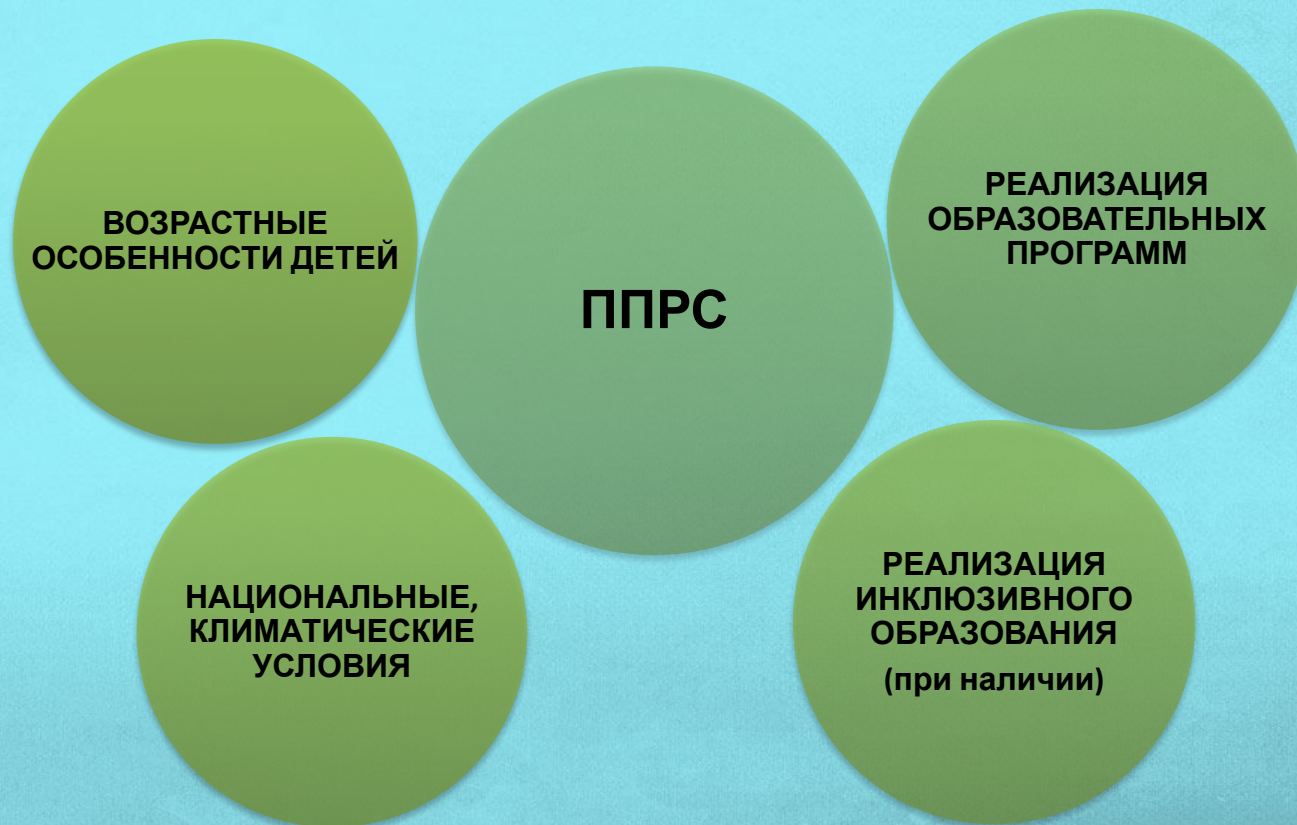 ВОЗРАСТНЫЕ
ОСОБЕННОСТИ ДЕТЕЙ
ППРС
РЕАЛИЗАЦИЯ
ОБРАЗОВАТЕЛЬНЫХ
ПРОГРАММ
НАЦИОНАЛЬНЫЕ,
КЛИМАТИЧЕСКИЕ
УСЛОВИЯ
РЕАЛИЗАЦИЯ
ИНКЛЮЗИВНОГО
ОБРАЗОВАНИЯ
(при наличии)